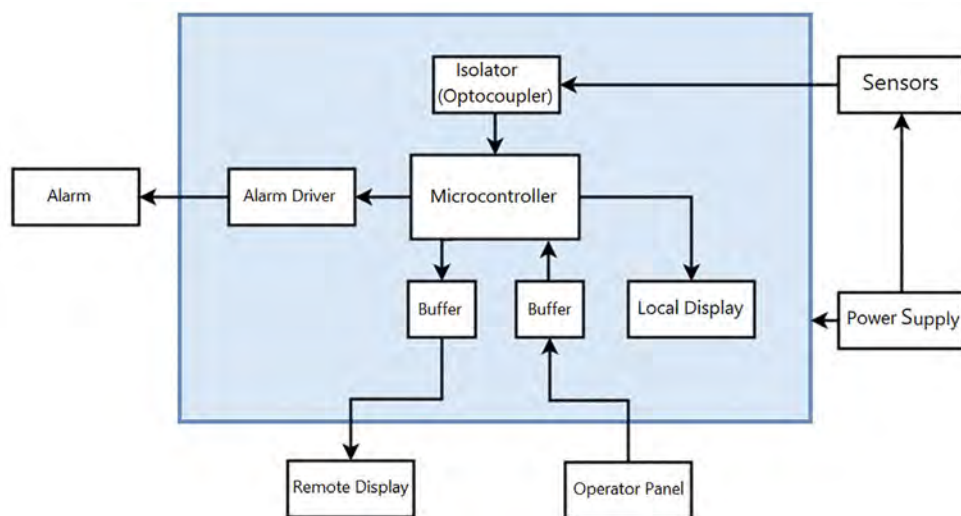 Isolator
(Optocoupler)
Sensors
Alarm
Alarm Driver
Microcontroller
Buffer
Buffer
Local Display
Power Supply
Remote Display
Operator Panel